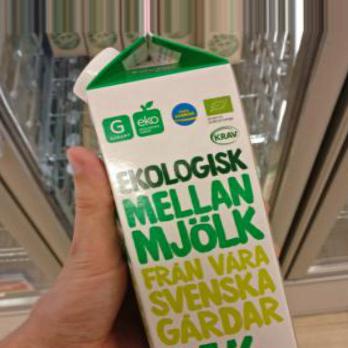 G
eko
KRAV
EKOLOGISK
MELLAN
MJÖLK
FRÅN VÅRA
SVENSKA
GÅRDAR